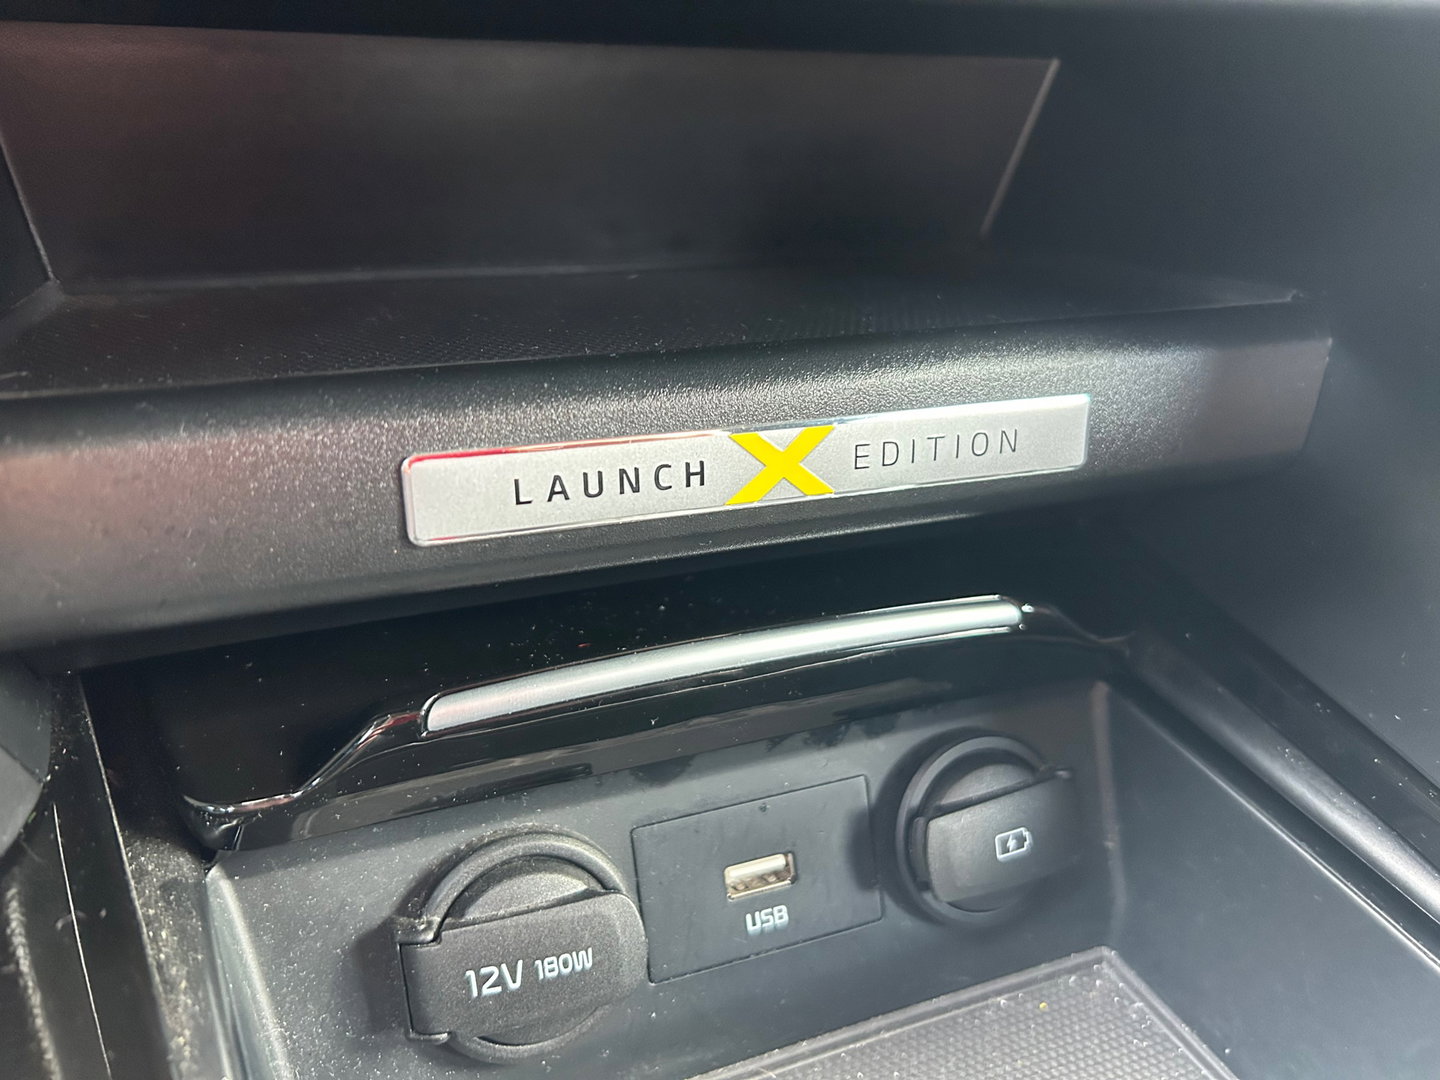 LAUNCH X EDITION
USB
12V 180W